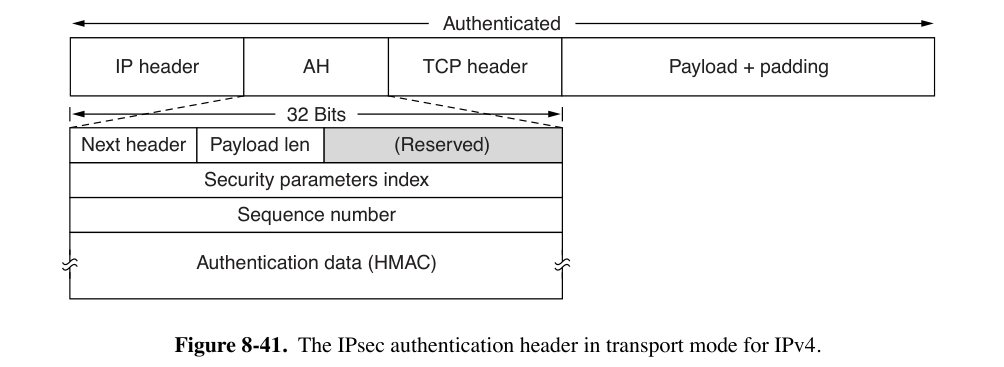 Authenticated
IP header AH TCP header Payload + padding
32 Bits
Next header Payload len (Reserved)
Security parameters index
Sequence number
Authentication data (HMAC)
Figure 8-41. The IPsec authentication header in transport mode for IPv4.